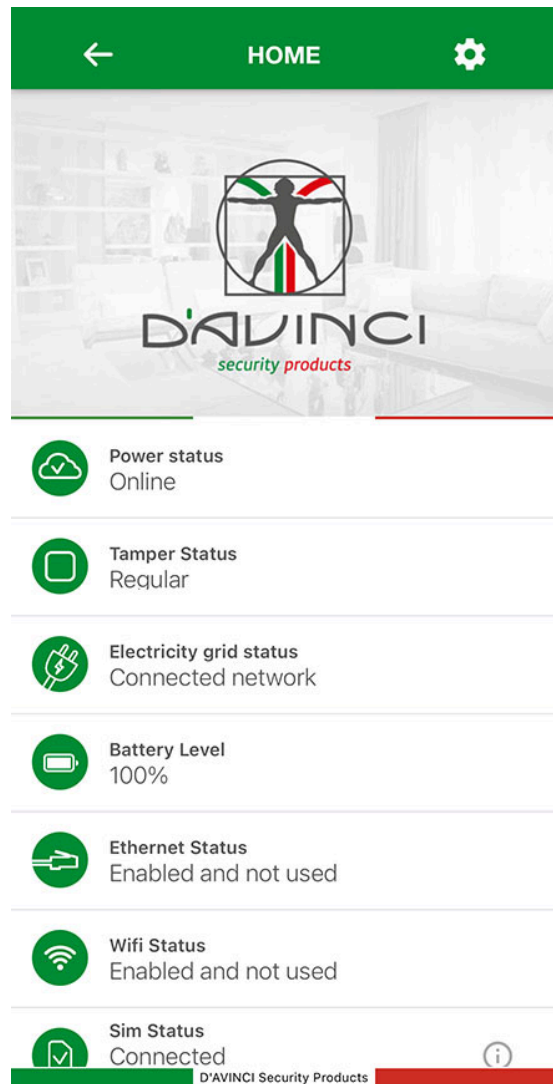 HOME
D'AVINCI
security products
Power status
Online
Tamper Status
Regular
Electricity grid status
Connected network
Battery Level
100%
Ethernet Status
Enabled and not used
Wifi Status
Enabled and not used
Sim Status
Connected
D'AVINCI Security Products